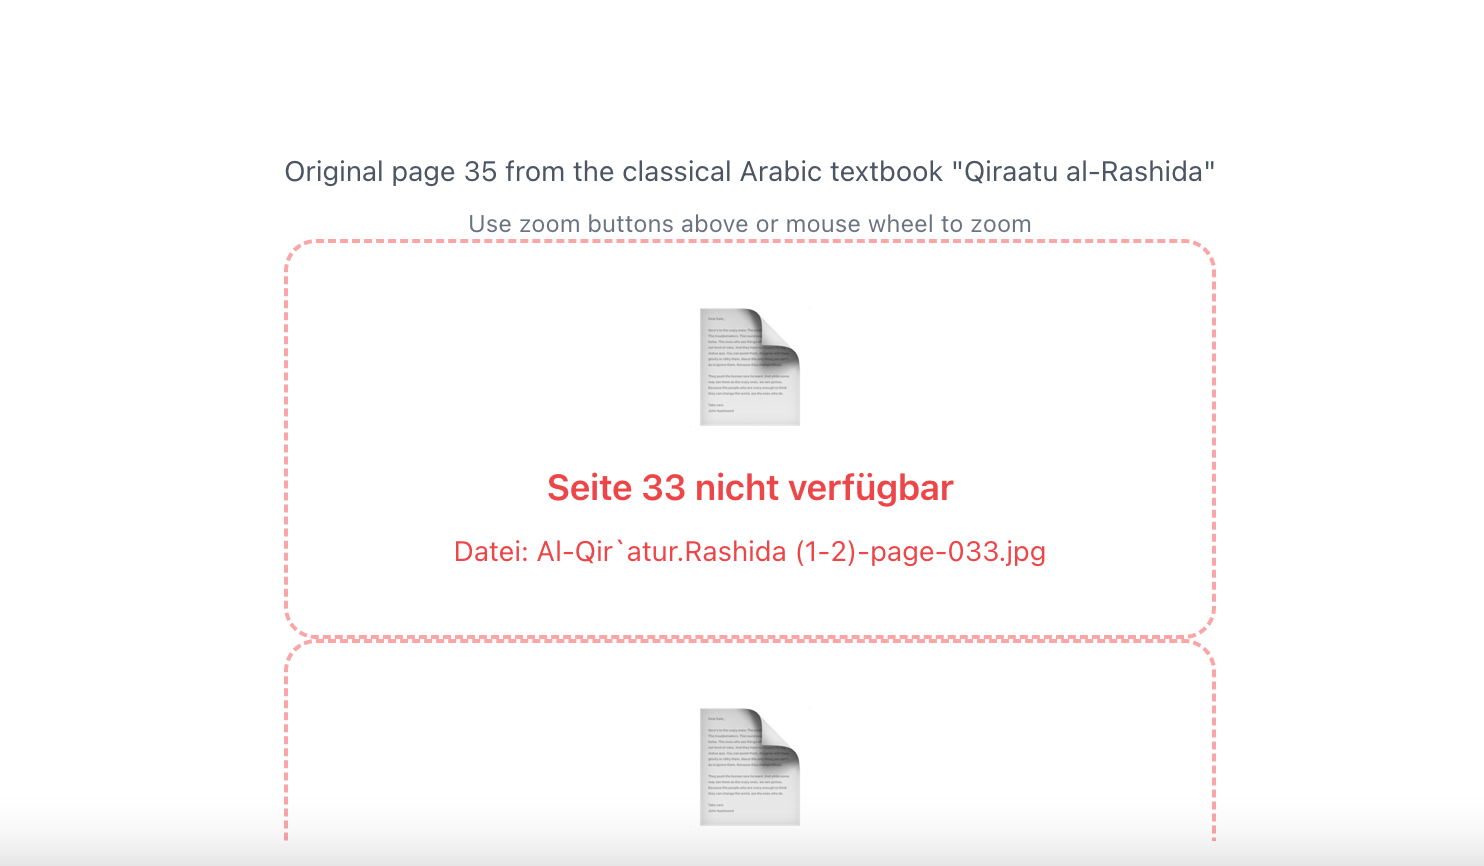 Original page 35 from the classical Arabic textbook "Qiraatu al-Rashida"
Use zoom buttons above or mouse wheel to zoom
Seite 33 nicht verfügbar
Datei: Al-Qir`atur.Rashida (1-2)-page-033.jpg